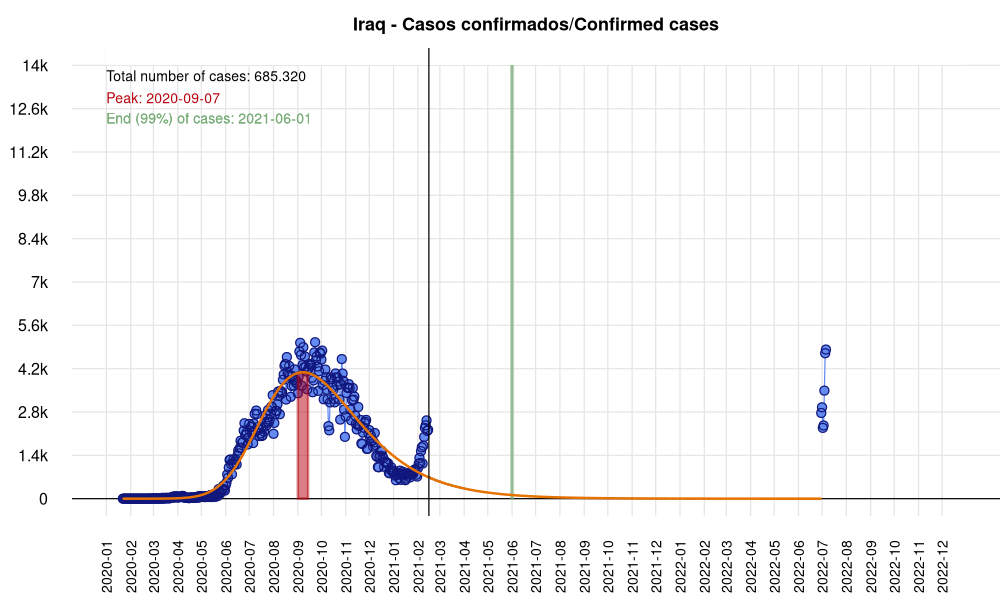 Iraq - Casos confirmados/Confirmed cases
Total number of cases: 685.320
Peak: 2020-09-07
End (99%) of cases: 2021-06-01
14k
12.6k
11.2k
9.8k
8.4k
7k
5.6k
4.2k
2.8k
1.4k
0
2020-01
2020-02
2020-03
2020-04
2020-05
2020-06
2020-07
2020-08
2020-09
2020-10
2020-11
2020-12
2021-01
2021-02
2021-03
2021-04
2021-05
2021-06
2021-07
2021-08
2021-09
2021-10
2021-11
2021-12
2022-01
2022-02
2022-03
2022-04
2022-05
2022-06
2022-07
2022-08
2022-09
2022-10
2022-11
2022-12